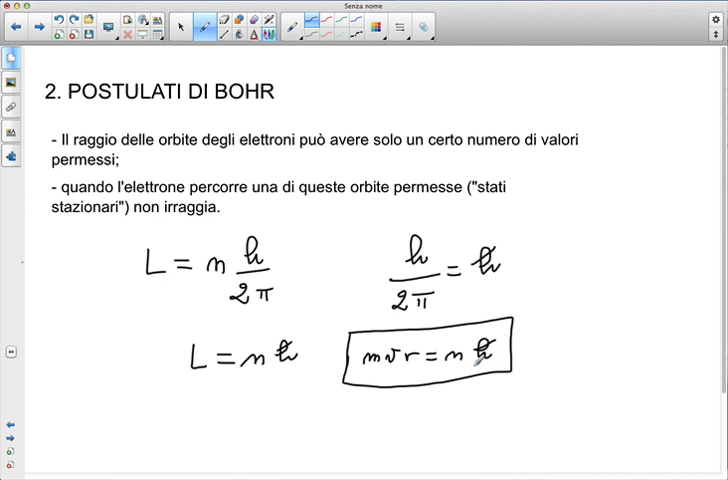 Senza nome
2. POSTULATI DI BOHR
- Il raggio delle orbite degli elettroni può avere solo un certo numero di valori
permessi;
- quando l'elettrone percorre una di queste orbite permesse ("stati
stazionari") non irraggia.
L = n h/2π
h/2π = ħ
L = n ħ
m v r = n ħ